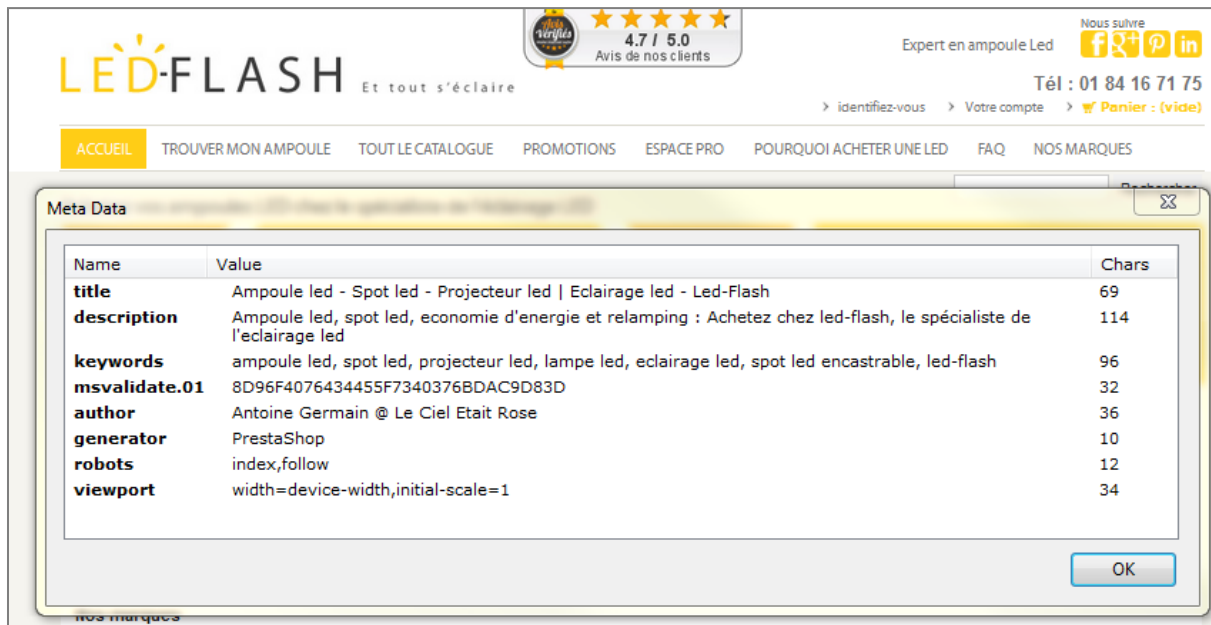 Avis
Vérifiés
4.7 / 5.0
Avis de nos clients
Nous suivre
Expert en ampoule Led
LED-FLASH Et tout s'éclaire
Tél : 01 84 16 71 75
> identifiez-vous > Votre compte > Panier : (vide)
ACCUEIL TROUVER MON AMPOULE TOUT LE CATALOGUE PROMOTIONS ESPACE PRO POURQUOI ACHETER UNE LED FAQ NOS MARQUES
Rechercher
Meta Data
Name Value Chars
title Ampoule led - Spot led - Projecteur led | Eclairage led - Led-Flash 69
description Ampoule led, spot led, economie d'energie et relamping : Achetez chez led-flash, le spécialiste de 114
l'eclairage led
keywords ampoule led, spot led, projecteur led, lampe led, eclairage led, spot led encastrable, led-flash 96
msvalidate.01 8D96F4076434455F7340376BDAC9D83D 32
author Antoine Germain @ Le Ciel Etait Rose 36
generator PrestaShop 10
robots index,follow 12
viewport width=device-width,initial-scale=1 34
OK
Nos marques